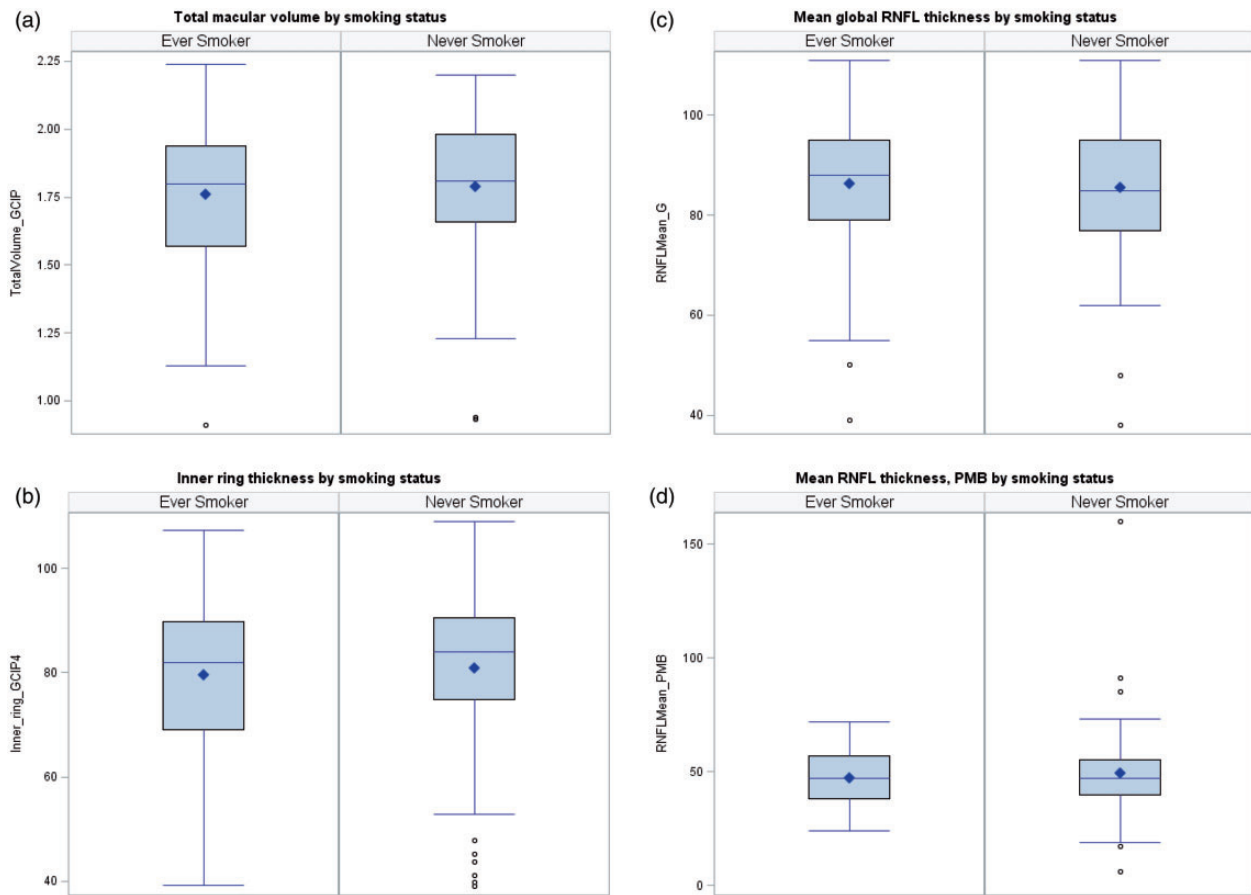 (a)
Total macular volume by smoking status
Ever Smoker
Never Smoker
TotalVolume_GCIP
2.25
2.00
1.75
1.50
1.25
1.00
(c)
Mean global RNFL thickness by smoking status
Ever Smoker
Never Smoker
RNFLMean_G
100
80
60
40
(b)
Inner ring thickness by smoking status
Ever Smoker
Never Smoker
Inner_ring_GCIP4
100
80
60
40
(d)
Mean RNFL thickness, PMB by smoking status
Ever Smoker
Never Smoker
RNFLMean_PMB
150
100
50
0